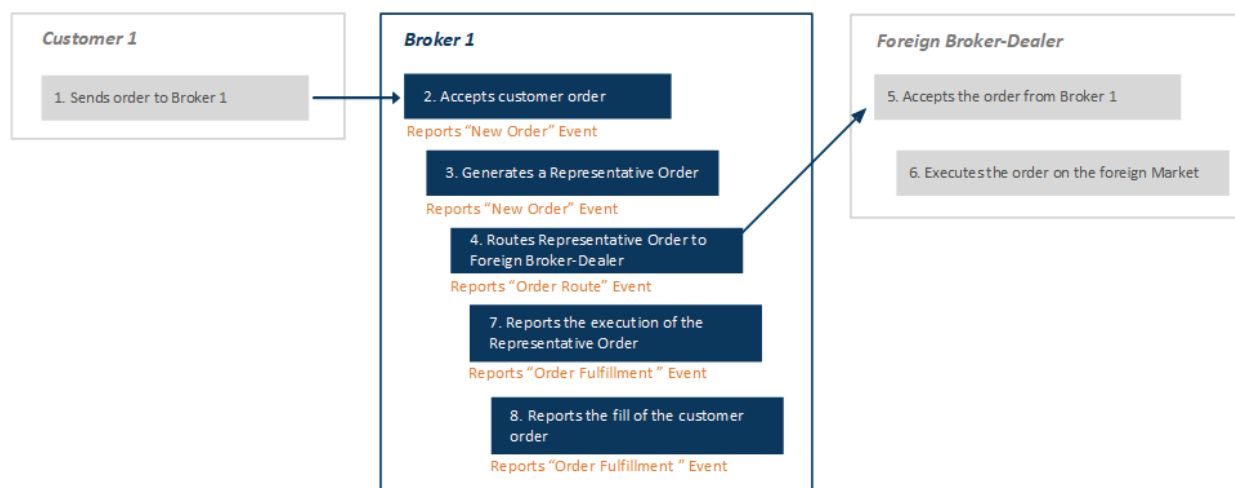 Customer 1
1. Sends order to Broker 1
Broker 1
2. Accepts customer order
Reports “New Order” Event
3. Generates a Representative Order
Reports “New Order” Event
4. Routes Representative Order to
Foreign Broker-Dealer
Reports “Order Route” Event
7. Reports the execution of the
Representative Order
Reports “Order Fulfillment ” Event
8. Reports the fill of the customer
order
Reports “Order Fulfillment ” Event
Foreign Broker-Dealer
5. Accepts the order from Broker 1
6. Executes the order on the foreign Market